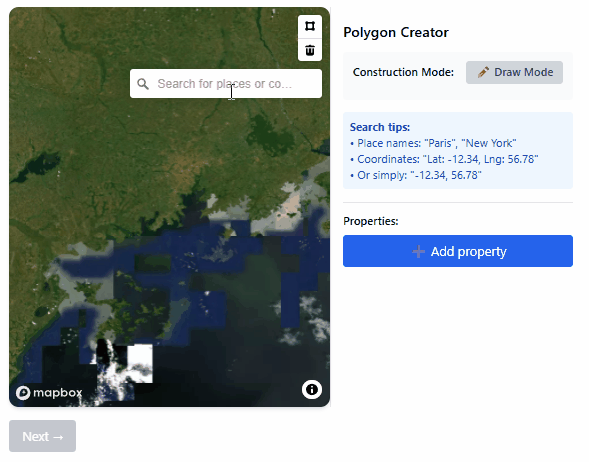 Search for places or co...
mapbox
Next →
Polygon Creator
Construction Mode: Draw Mode
Search tips:
• Place names: "Paris", "New York"
• Coordinates: "Lat: -12.34, Lng: 56.78"
• Or simply: "-12.34, 56.78"
Properties:
➕ Add property